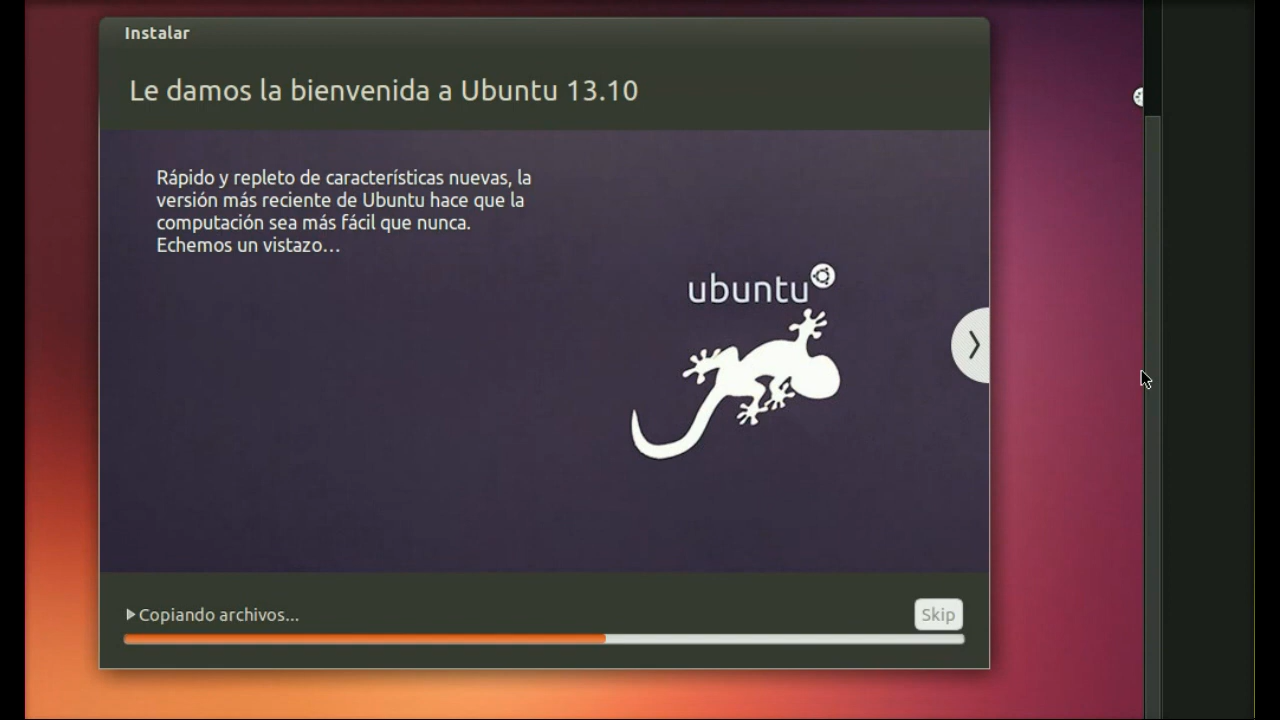 Instalar
Le damos la bienvenida a Ubuntu 13.10
Rápido y repleto de características nuevas, la
versión más reciente de Ubuntu hace que la
computación sea más fácil que nunca.
Echemos un vistazo...
ubuntu
Copiando archivos...
Skip